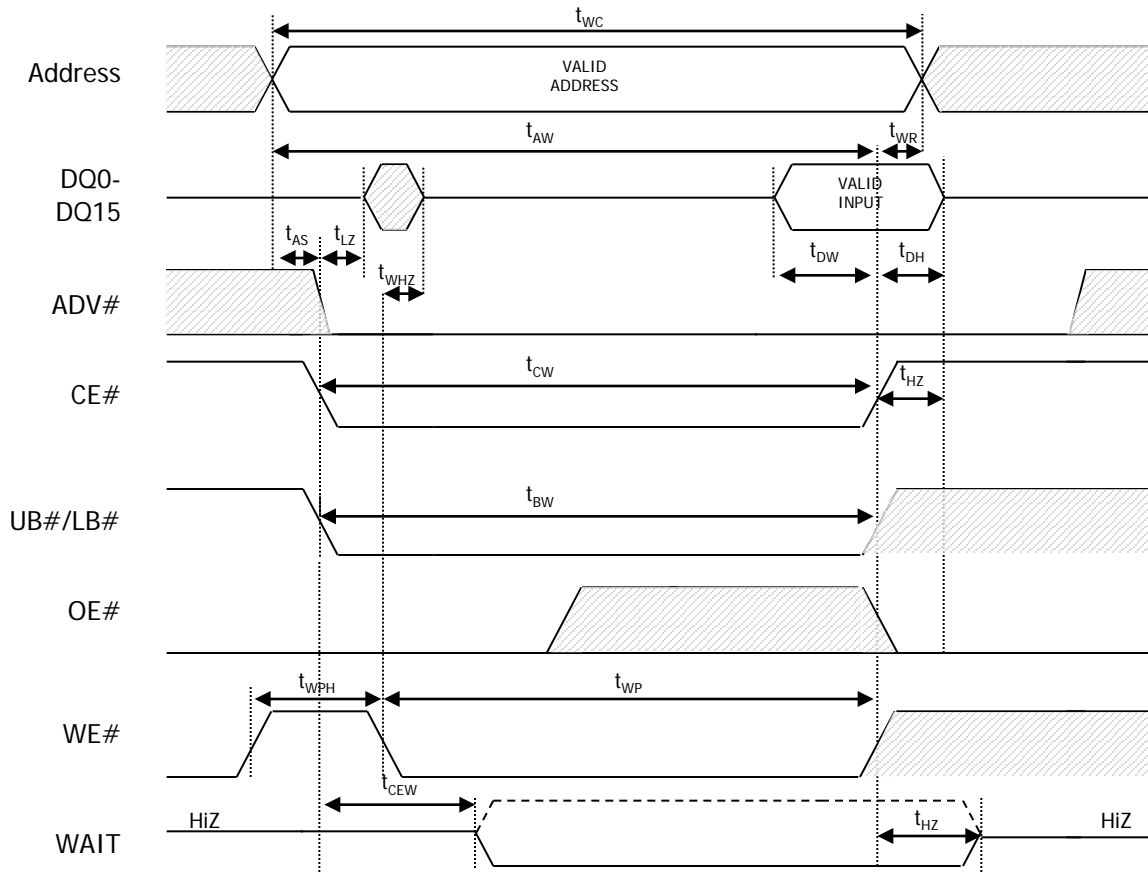 tWC
Address
VALID
ADDRESS
tAW
tWR
DQ0-
DQ15
VALID
INPUT
tAS
tLZ
tWHZ
tDW
tDH
ADV#
tCW
tHZ
CE#
tBW
UB#/LB#
OE#
tWPH
tWP
WE#
tCEW
HiZ
tHZ
HiZ
WAIT